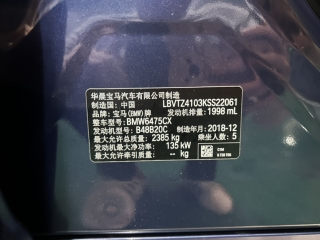 华晨宝马汽车有限公司制造
制造国：中国 LBVTZ4103KSS22061
品牌：宝马(BMW)牌 发动机排量：1998 mL
整车型号：BMW6475CX
发动机型号：B48B20C 制造年月：2018-12
最大允许总质量：2385 kg 乘坐人数：5
发动机最大净功率：135 kW
最大允许牵引质量：- kg